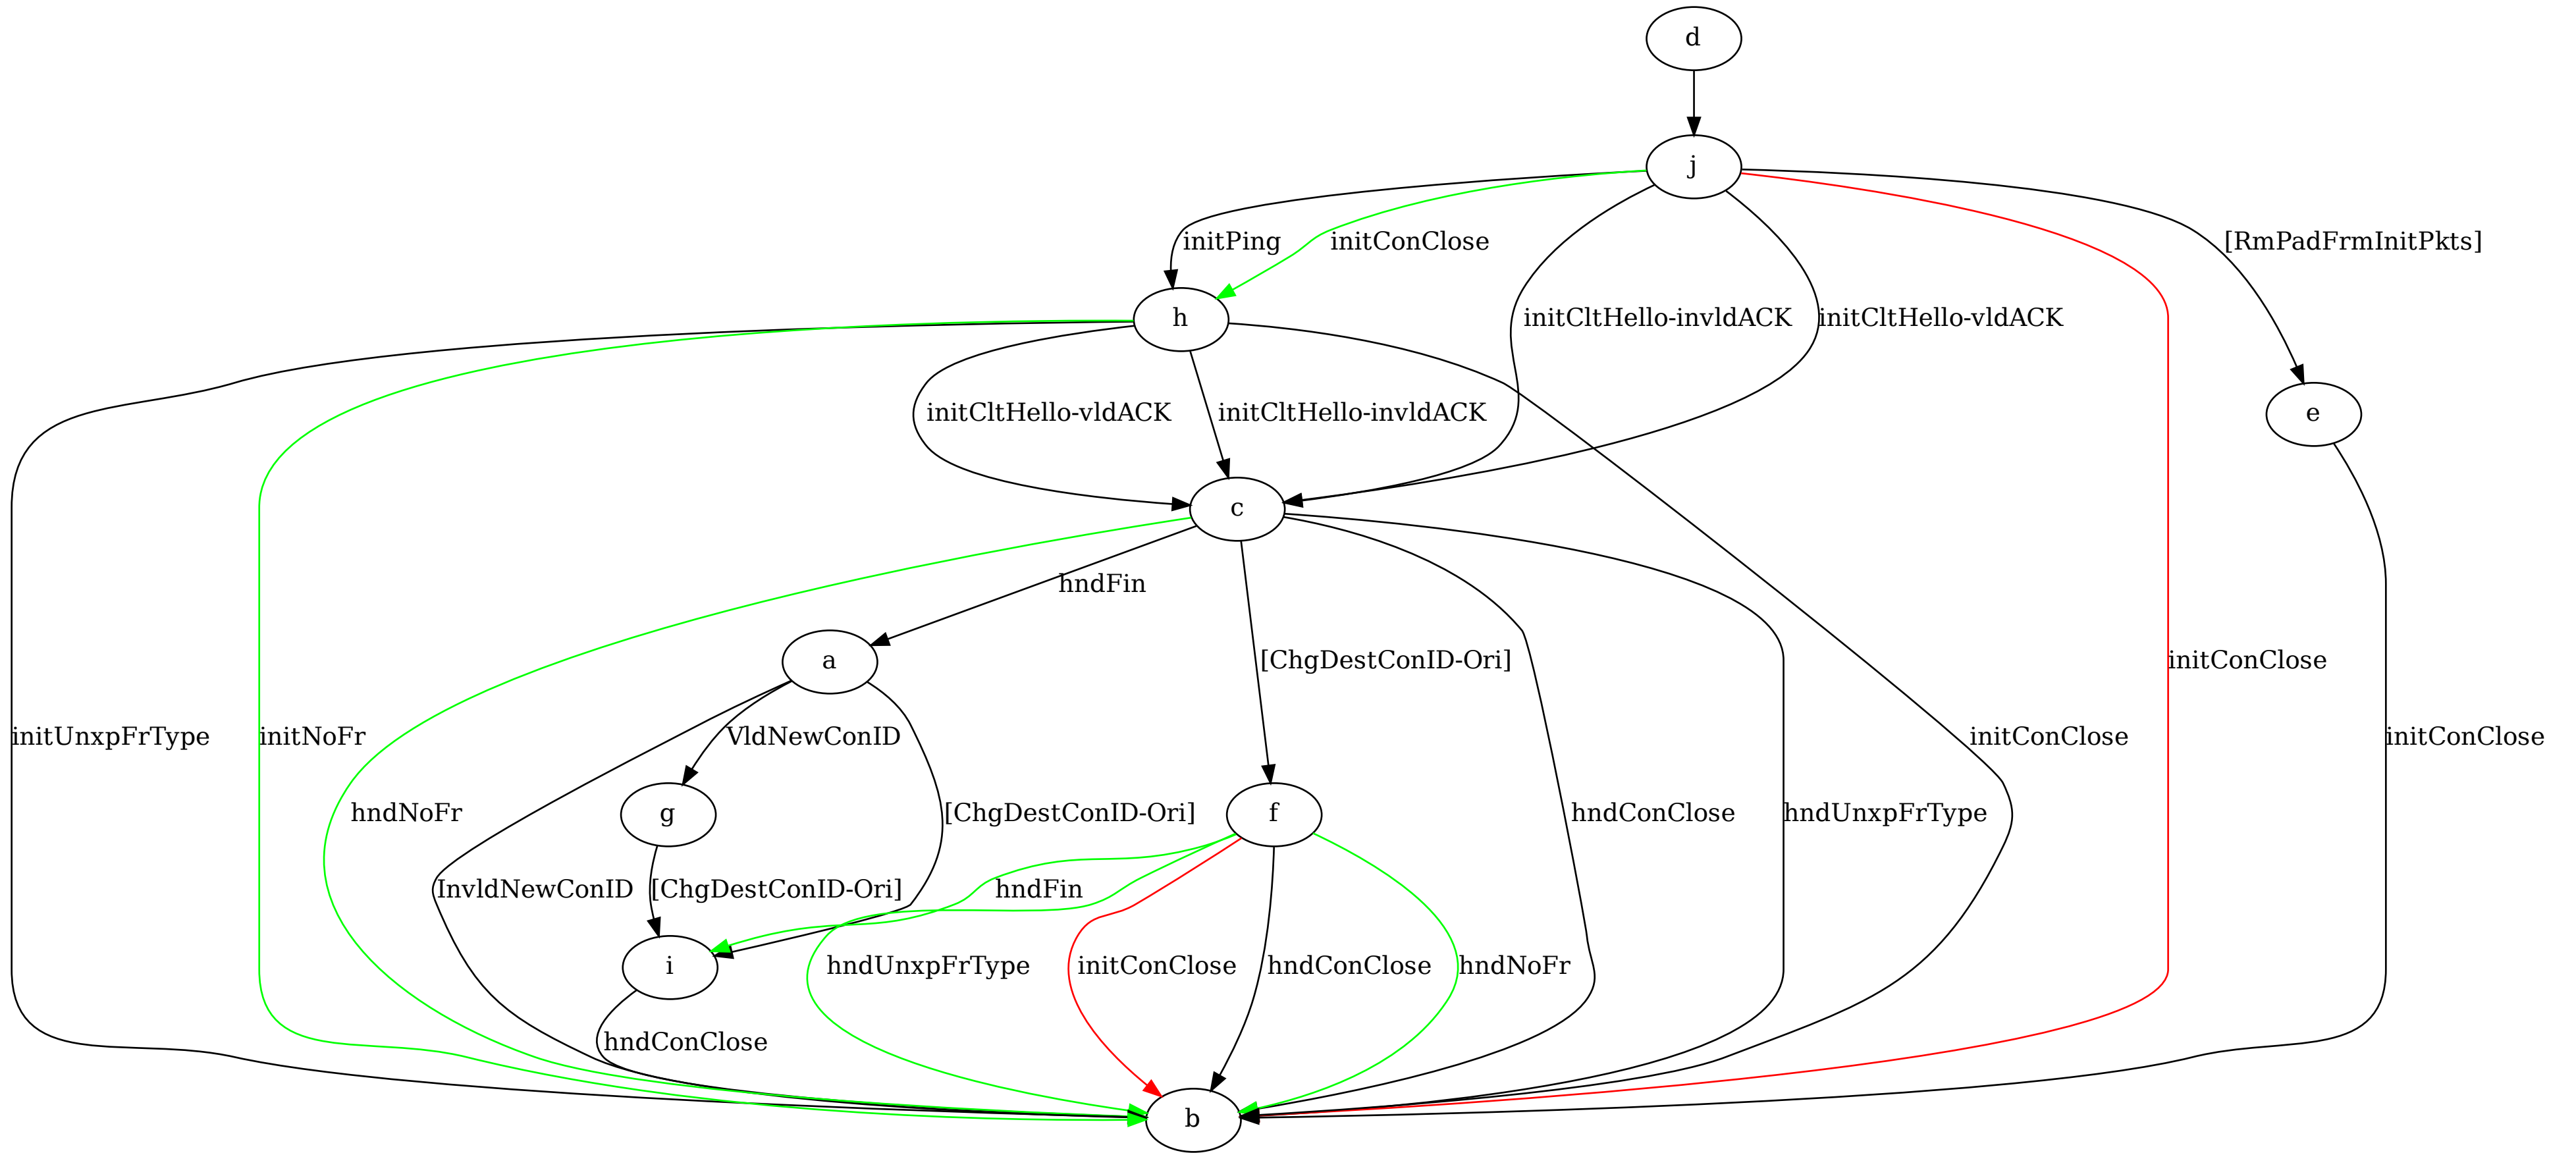 d
j
initPing
initConClose
[RmPadFrmInitPkts]
h
initCltHello-invldACK
initCltHello-vldACK
initCltHello-vldACK
initCltHello-invldACK
e
c
hndFin
a
[ChgDestConID-Ori]
initConClose
initUnxpFrType
initNoFr
VldNewConID
initConClose
initConClose
hndNoFr
g
[ChgDestConID-Ori]
f
hndConClose
hndUnxpFrType
InvldNewConID
[ChgDestConID-Ori]
hndFin
i
hndUnxpFrType
initConClose
hndConClose
hndNoFr
hndConClose
b